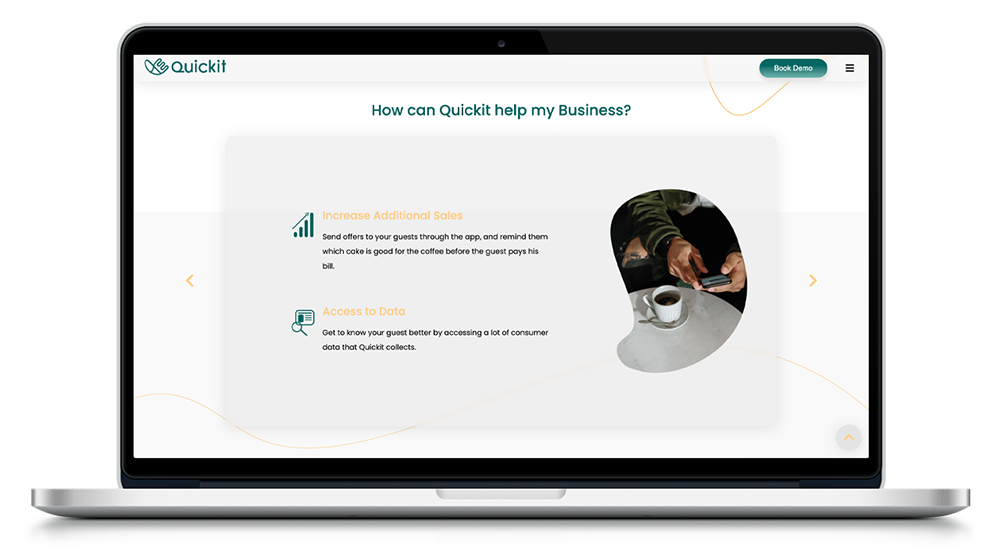 Quickit
Book Demo
How can Quickit help my Business?
Increase Additional Sales
Send offers to your guests through the app, and remind them
which cake is good for the coffee before the guest pays his
bill.
Access to Data
Get to know your guest better by accessing a lot of consumer
data that Quickit collects.